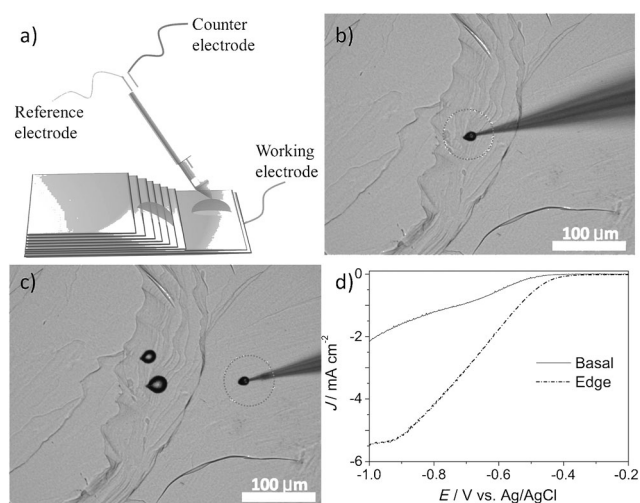 a)
Counter
electrode
Reference
electrode
Working
electrode
b)
100 µm
c)
100 µm
d)
0
-2
-4
-6
J / mA cm⁻²
Basal
Edge
-1.0
-0.8
-0.6
-0.4
-0.2
E / V vs. Ag/AgCl